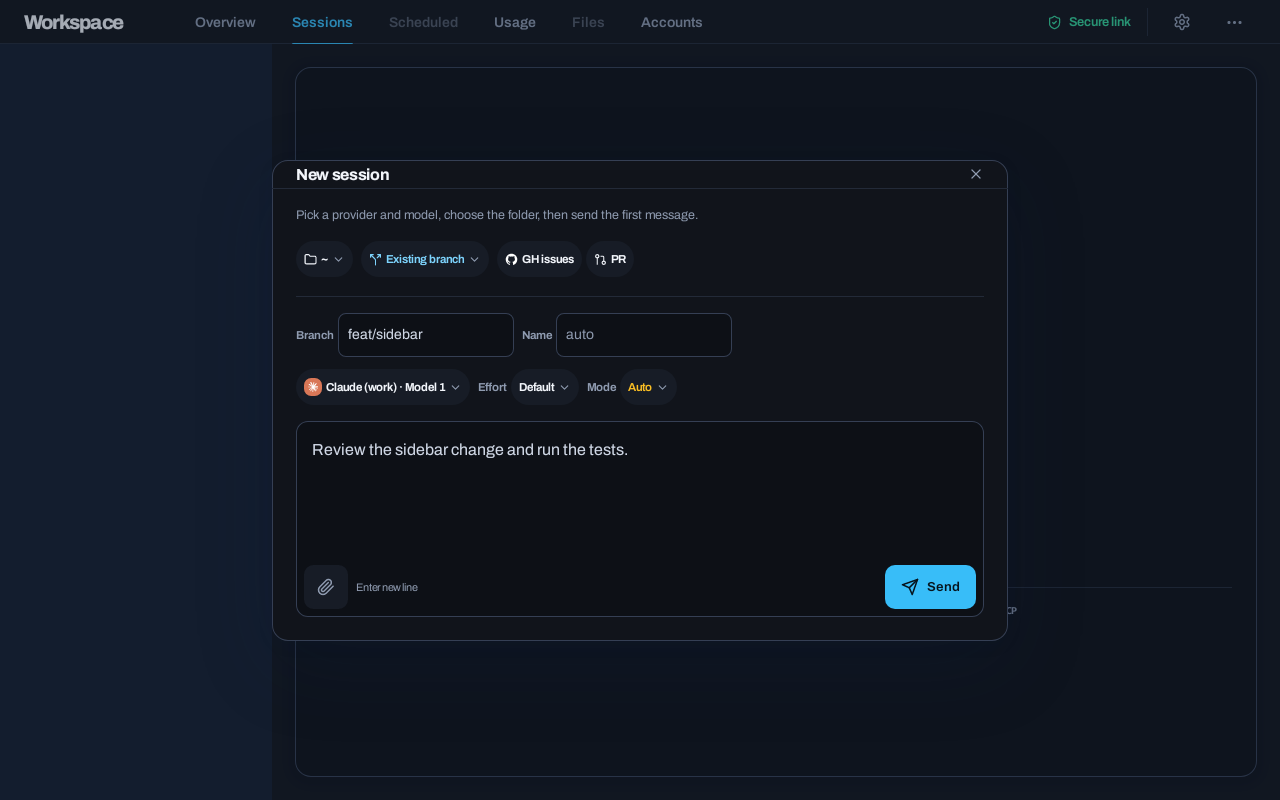 Workspace Overview Sessions Scheduled Usage Files Accounts Secure link
New session
Pick a provider and model, choose the folder, then send the first message.
~ Existing branch GH issues PR
Branch feat/sidebar Name auto
Claude (work) · Model 1 Effort Default Mode Auto
Review the sidebar change and run the tests.
Enter new line Send